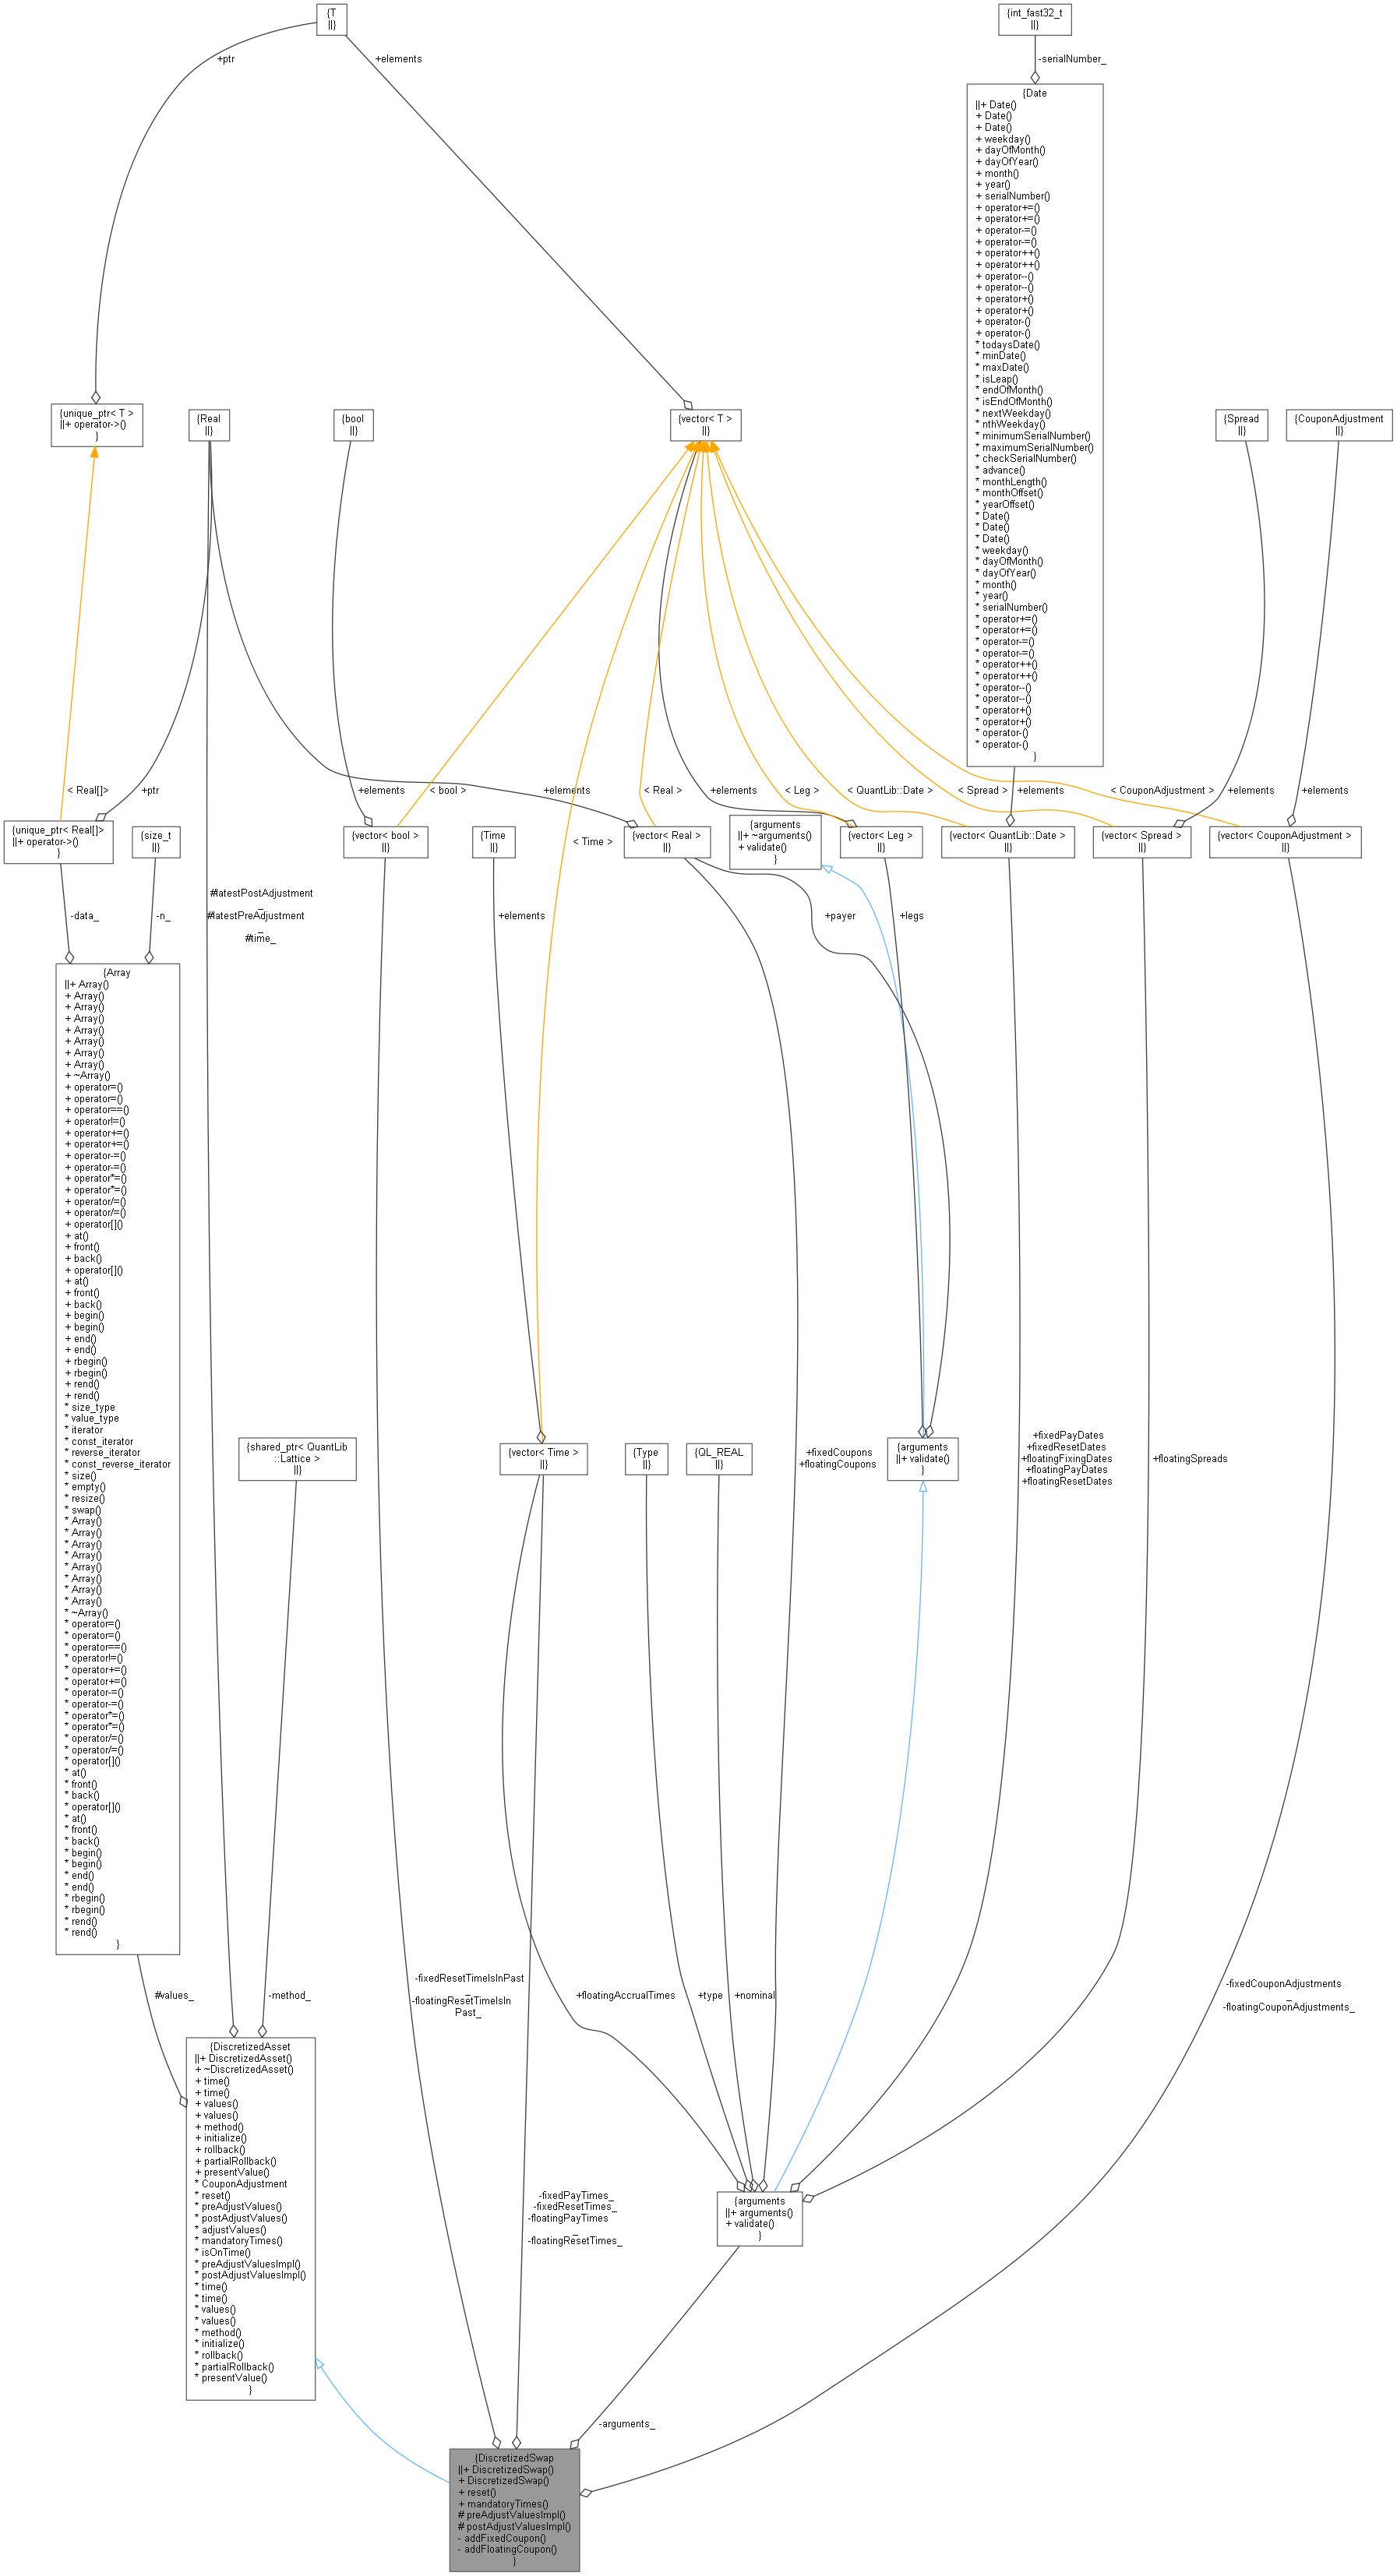 {T
||}
{int_fast32_t
||}
+ptr
+elements
-serialNumber_
{Date
||+ Date()
+ Date()
+ Date()
+ weekday()
+ dayOfMonth()
+ dayOfYear()
+ month()
+ year()
+ serialNumber()
+ operator+=()
+ operator+=()
+ operator-=()
+ operator-=()
+ operator++()
+ operator++()
+ operator--()
+ operator--()
+ operator+()
+ operator+()
+ operator-()
+ operator-()
* todaysDate()
* minDate()
* maxDate()
* isLeap()
* endOfMonth()
* isEndOfMonth()
* nextWeekday()
* nthWeekday()
* minimumSerialNumber()
* maximumSerialNumber()
* checkSerialNumber()
* advance()
* monthLength()
* monthOffset()
* yearOffset()
* Date()
* Date()
* Date()
* weekday()
* dayOfMonth()
* dayOfYear()
* month()
* year()
* serialNumber()
* operator+=()
* operator+=()
* operator-=()
* operator-=()
* operator++()
* operator++()
* operator--()
* operator--()
* operator+()
* operator+()
* operator-()
* operator-()
}
{unique_ptr< T >
||+ operator->()
}
{Real
||}
{bool
||}
{vector< T >
||}
{Spread
||}
{CouponAdjustment
||}
< Real[]>
+ptr
+elements
< bool >
+elements
< Real >
+elements
< Leg >
< QuantLib::Date >
< Spread >
+elements
< CouponAdjustment >
+elements
+elements
{unique_ptr< Real[]>
||+ operator->()
}
{size_t
||}
{vector< bool >
||}
{Time
||}
< Time >
{vector< Real >
||}
{arguments
||+ ~arguments()
+ validate()
}
{vector< Leg >
||}
{vector< QuantLib::Date >
||}
{vector< Spread >
||}
{vector< CouponAdjustment >
||}
-data_
-n_
#latestPostAdjustment
_
#latestPreAdjustment
_
#time_
+elements
+payer
+legs
{Array
||+ Array()
+ Array()
+ Array()
+ Array()
+ Array()
+ Array()
+ Array()
+ Array()
+ ~Array()
+ operator=()
+ operator=()
+ operator==()
+ operator!=()
+ operator+=()
+ operator+=()
+ operator-=()
+ operator-=()
+ operator*=()
+ operator*=()
+ operator/=()
+ operator/=()
+ operator[]()
+ at()
+ front()
+ back()
+ operator[]()
+ at()
+ front()
+ back()
+ begin()
+ begin()
+ end()
+ end()
+ rbegin()
+ rbegin()
+ rend()
+ rend()
* size_type
* value_type
* iterator
* const_iterator
* reverse_iterator
* const_reverse_iterator
* size()
* empty()
* resize()
* swap()
* Array()
* Array()
* Array()
* Array()
* Array()
* Array()
* Array()
* Array()
* ~Array()
* operator=()
* operator=()
* operator==()
* operator!=()
* operator+=()
* operator+=()
* operator-=()
* operator-=()
* operator*=()
* operator*=()
* operator/=()
* operator/=()
* operator[]()
* at()
* front()
* back()
* operator[]()
* at()
* front()
* back()
* begin()
* begin()
* end()
* end()
* rbegin()
* rbegin()
* rend()
* rend()
}
{shared_ptr< QuantLib
::Lattice >
||}
{vector< Time >
||}
{Type
||}
{QL_REAL
||}
+fixedCoupons
+floatingCoupons
{arguments
||+ validate()
}
+fixedPayDates
+fixedResetDates
+floatingFixingDates
+floatingPayDates
+floatingResetDates
+floatingSpreads
#values_
-method_
-fixedResetTimeIsInPast
_
-floatingResetTimeIsIn
Past_
+floatingAccrualTimes
+type
+nominal
-fixedCouponAdjustments
_
-floatingCouponAdjustments_
{DiscretizedAsset
||+ DiscretizedAsset()
+ ~DiscretizedAsset()
+ time()
+ time()
+ values()
+ values()
+ method()
+ initialize()
+ rollback()
+ partialRollback()
+ presentValue()
* CouponAdjustment
* reset()
* preAdjustValues()
* postAdjustValues()
* adjustValues()
* mandatoryTimes()
* isOnTime()
* preAdjustValuesImpl()
* postAdjustValuesImpl()
* time()
* time()
* values()
* values()
* method()
* initialize()
* rollback()
* partialRollback()
* presentValue()
}
-fixedPayTimes_
-fixedResetTimes_
-floatingPayTimes
_
-floatingResetTimes_
{arguments
||+ arguments()
+ validate()
}
-arguments_
{DiscretizedSwap
||+ DiscretizedSwap()
+ DiscretizedSwap()
+ reset()
+ mandatoryTimes()
# preAdjustValuesImpl()
# postAdjustValuesImpl()
- addFixedCoupon()
- addFloatingCoupon()
}